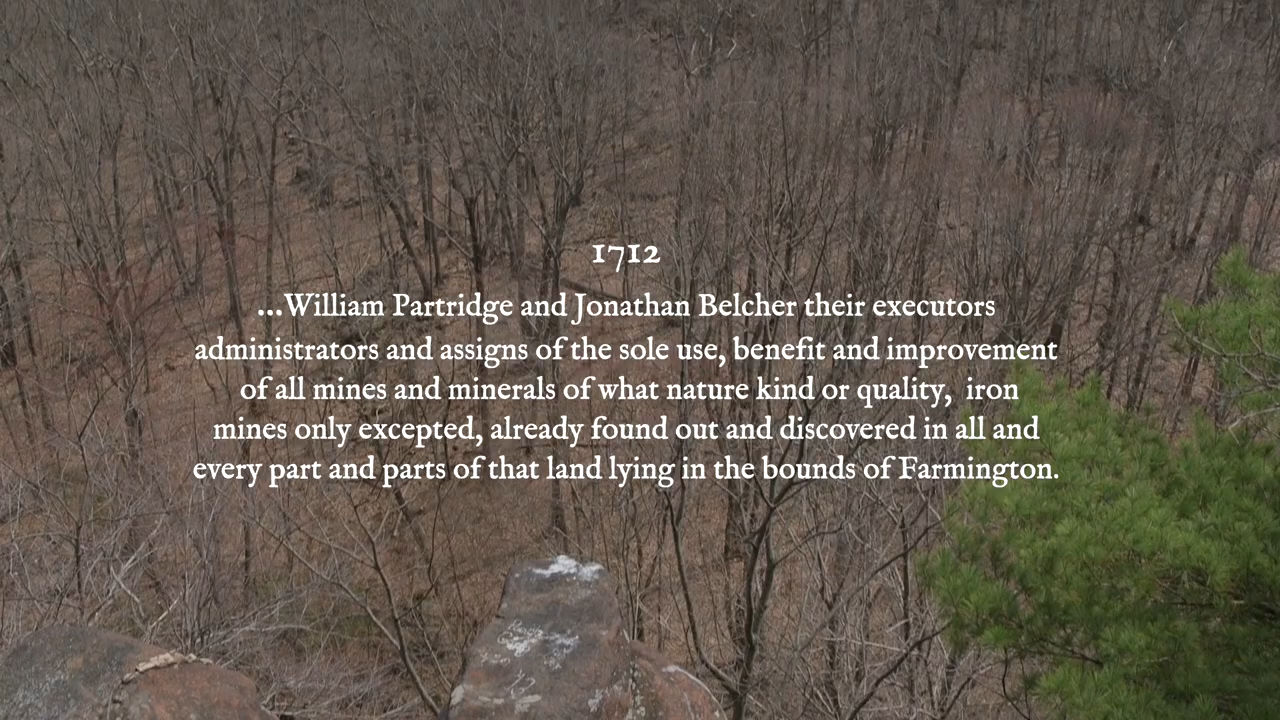 1712
...William Partridge and Jonathan Belcher their executors
administrators and assigns of the sole use, benefit and improvement
of all mines and minerals of what nature kind or quality,  iron
mines only excepted, already found out and discovered in all and
every part and parts of that land lying in the bounds of Farmington.